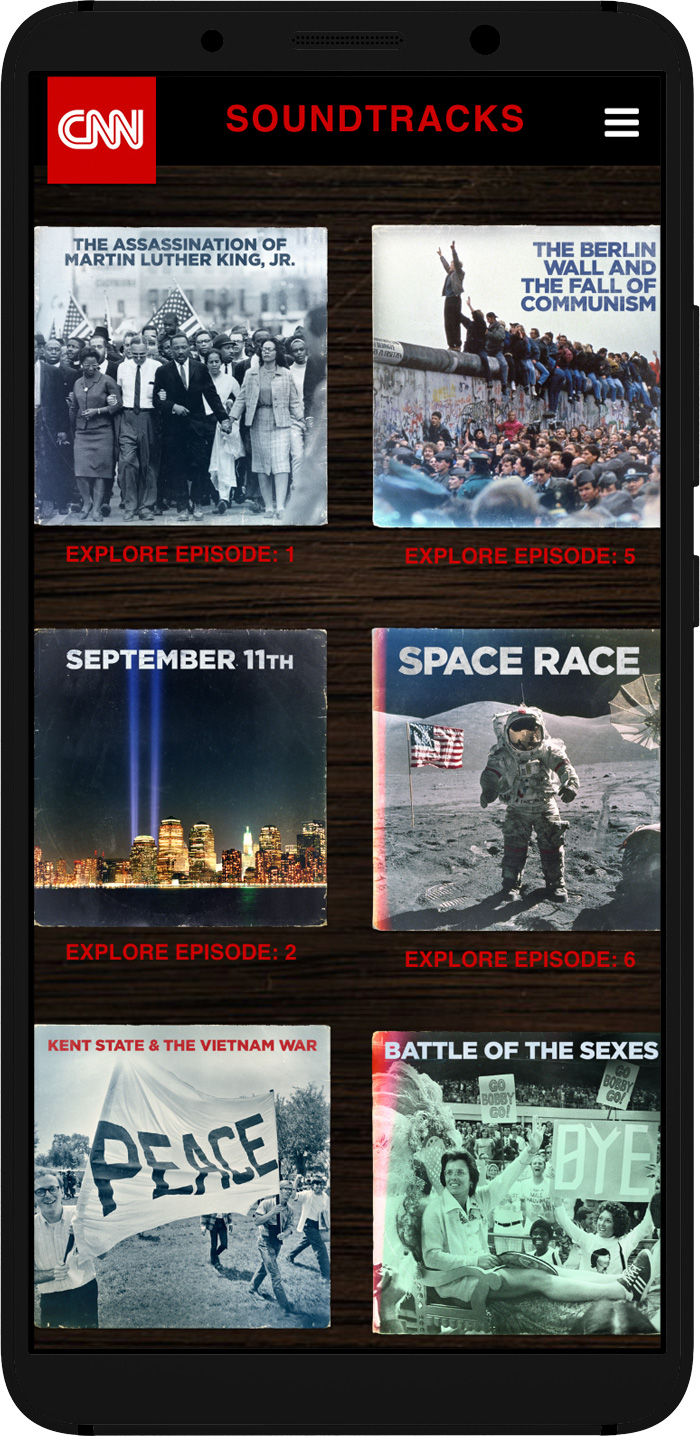 CNN
SOUNDTRACKS
THE ASSASSINATION OF
MARTIN LUTHER KING, JR.
EXPLORE EPISODE: 1
THE BERLIN
WALL AND
THE FALL OF
COMMUNISM
EXPLORE EPISODE: 5
SEPTEMBER 11TH
EXPLORE EPISODE: 2
SPACE RACE
EXPLORE EPISODE: 6
KENT STATE & THE VIETNAM WAR
PEACE
BATTLE OF THE SEXES
GO
BOBBY
GO!
GO
BOBBY
GO!
BYE